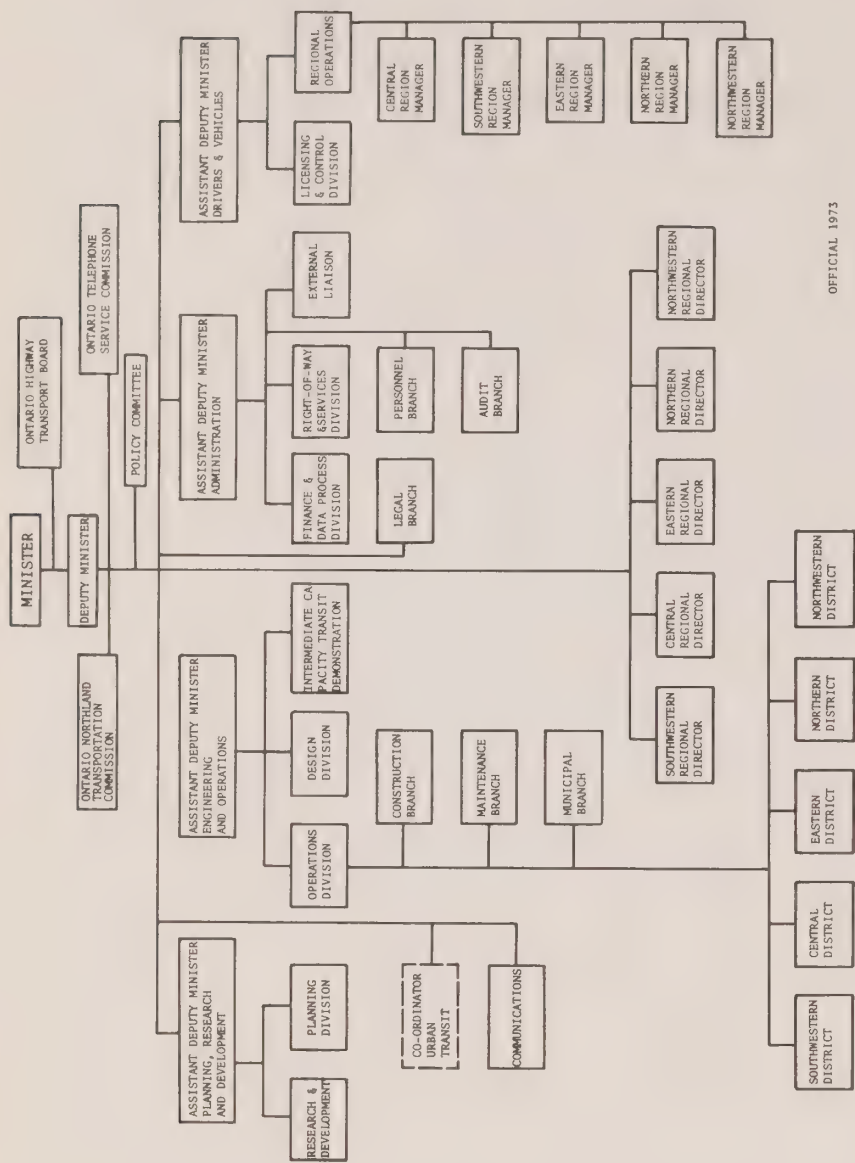 MINISTER
ONTARIO HIGHWAY
TRANSPORT BOARD
DEPUTY MINISTER
ONTARIO NORTHLAND
TRANSPORTATION
COMMISSION
ONTARIO TELEPHONE
SERVICE COMMISSION
POLICY COMMITTEE
ASSISTANT DEPUTY MINISTER
PLANNING, RESEARCH
AND DEVELOPMENT
ASSISTANT DEPUTY MINISTER
ENGINEERING
AND OPERATIONS
ASSISTANT DEPUTY MINISTER
ADMINISTRATION
ASSISTANT DEPUTY MINISTER
DRIVERS & VEHICLES
RESEARCH &
DEVELOPMENT
PLANNING
DIVISION
OPERATIONS
DIVISION
DESIGN
DIVISION
INTERMEDIATE CA
PACITY TRANSIT
DEMONSTRATION
FINANCE &
DATA PROCESS
DIVISION
RIGHT-OF-WAY
&SERVICES
DIVISION
EXTERNAL
LIAISON
LICENSING
& CONTROL
DIVISION
REGIONAL
OPERATIONS
CO-ORDINATOR
URBAN
TRANSIT
COMMUNICATIONS
CONSTRUCTION
BRANCH
MAINTENANCE
BRANCH
MUNICIPAL
BRANCH
LEGAL
BRANCH
PERSONNEL
BRANCH
AUDIT
BRANCH
CENTRAL
REGION
MANAGER
SOUTHWESTERN
REGION
MANAGER
EASTERN
REGION
MANAGER
NORTHERN
REGION
MANAGER
NORTHWESTERN
REGION
MANAGER
SOUTHWESTERN
REGIONAL
DIRECTOR
CENTRAL
REGIONAL
DIRECTOR
EASTERN
REGIONAL
DIRECTOR
NORTHERN
REGIONAL
DIRECTOR
NORTHWESTERN
REGIONAL
DIRECTOR
SOUTHWESTERN
DISTRICT
CENTRAL
DISTRICT
EASTERN
DISTRICT
NORTHERN
DISTRICT
NORTHWESTERN
DISTRICT
OFFICIAL 1973